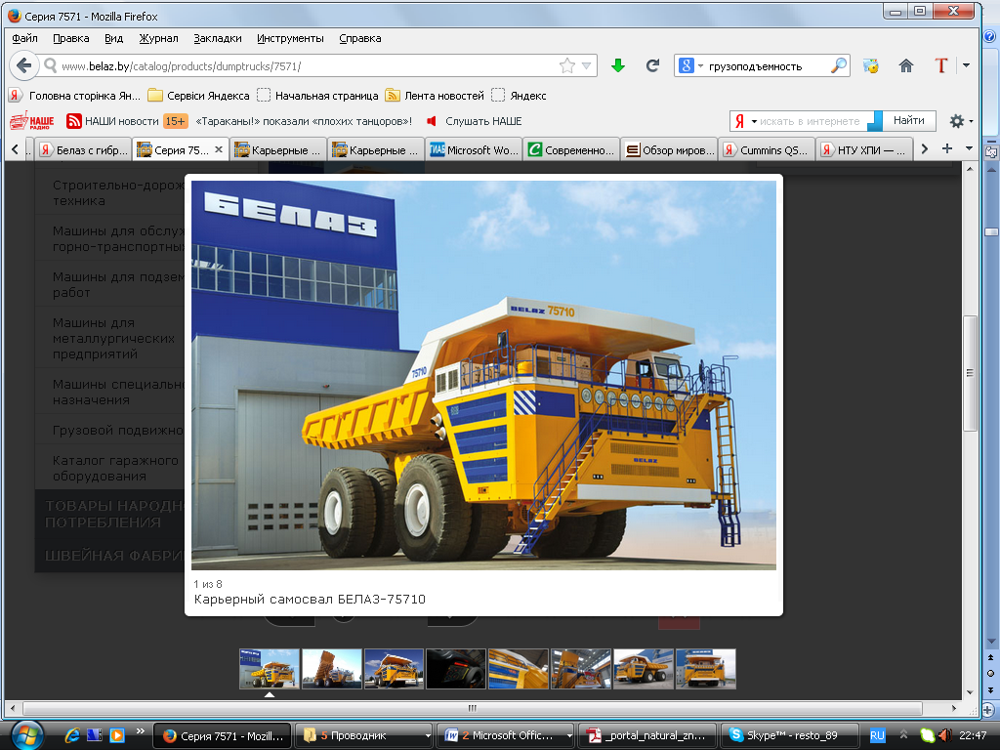 Серия 7571 - Mozilla Firefox
Файл Правка Вид Журнал Закладки Инструменты Справка
www.belaz.by/catalog/products/dumptrucks/7571/
грузоподъемность
Головна сторінка Ян... Сервіси Яндекса Начальная страница Лента новостей Яндекс
НАШЕ РАДИО НАШИ новости 15+ «Тараканы!» показали «плохих танцоров»! Слушать НАШЕ
искать в интернете Найти
Белаз с гибр... Серия 75... Карьерные ... Карьерные ... Microsoft Wo... Современно... Обзор миров... Cummins QS... НТУ ХПИ — ...
Строительно-дорож
техника
Машины для обслуж
горно-транспортных
Машины для подзем
работ
Машины для
металлургических
предприятий
Машины специально
назначения
Грузовой подвижно
Каталог гаражного
оборудования
ТОВАРЫ НАРОДНО
ПОТРЕБЛЕНИЯ
ШВЕЙНАЯ ФАБРИ
БЕЛАЗ
BELAZ 75710
75710
BELAZ
1 из 8
Карьерный самосвал БЕЛАЗ-75710
Серия 7571 - Mozill... 5 Проводник 2 Microsoft Offic... _portal_natural_zn... Skype™ - resto_89 RU 22:47